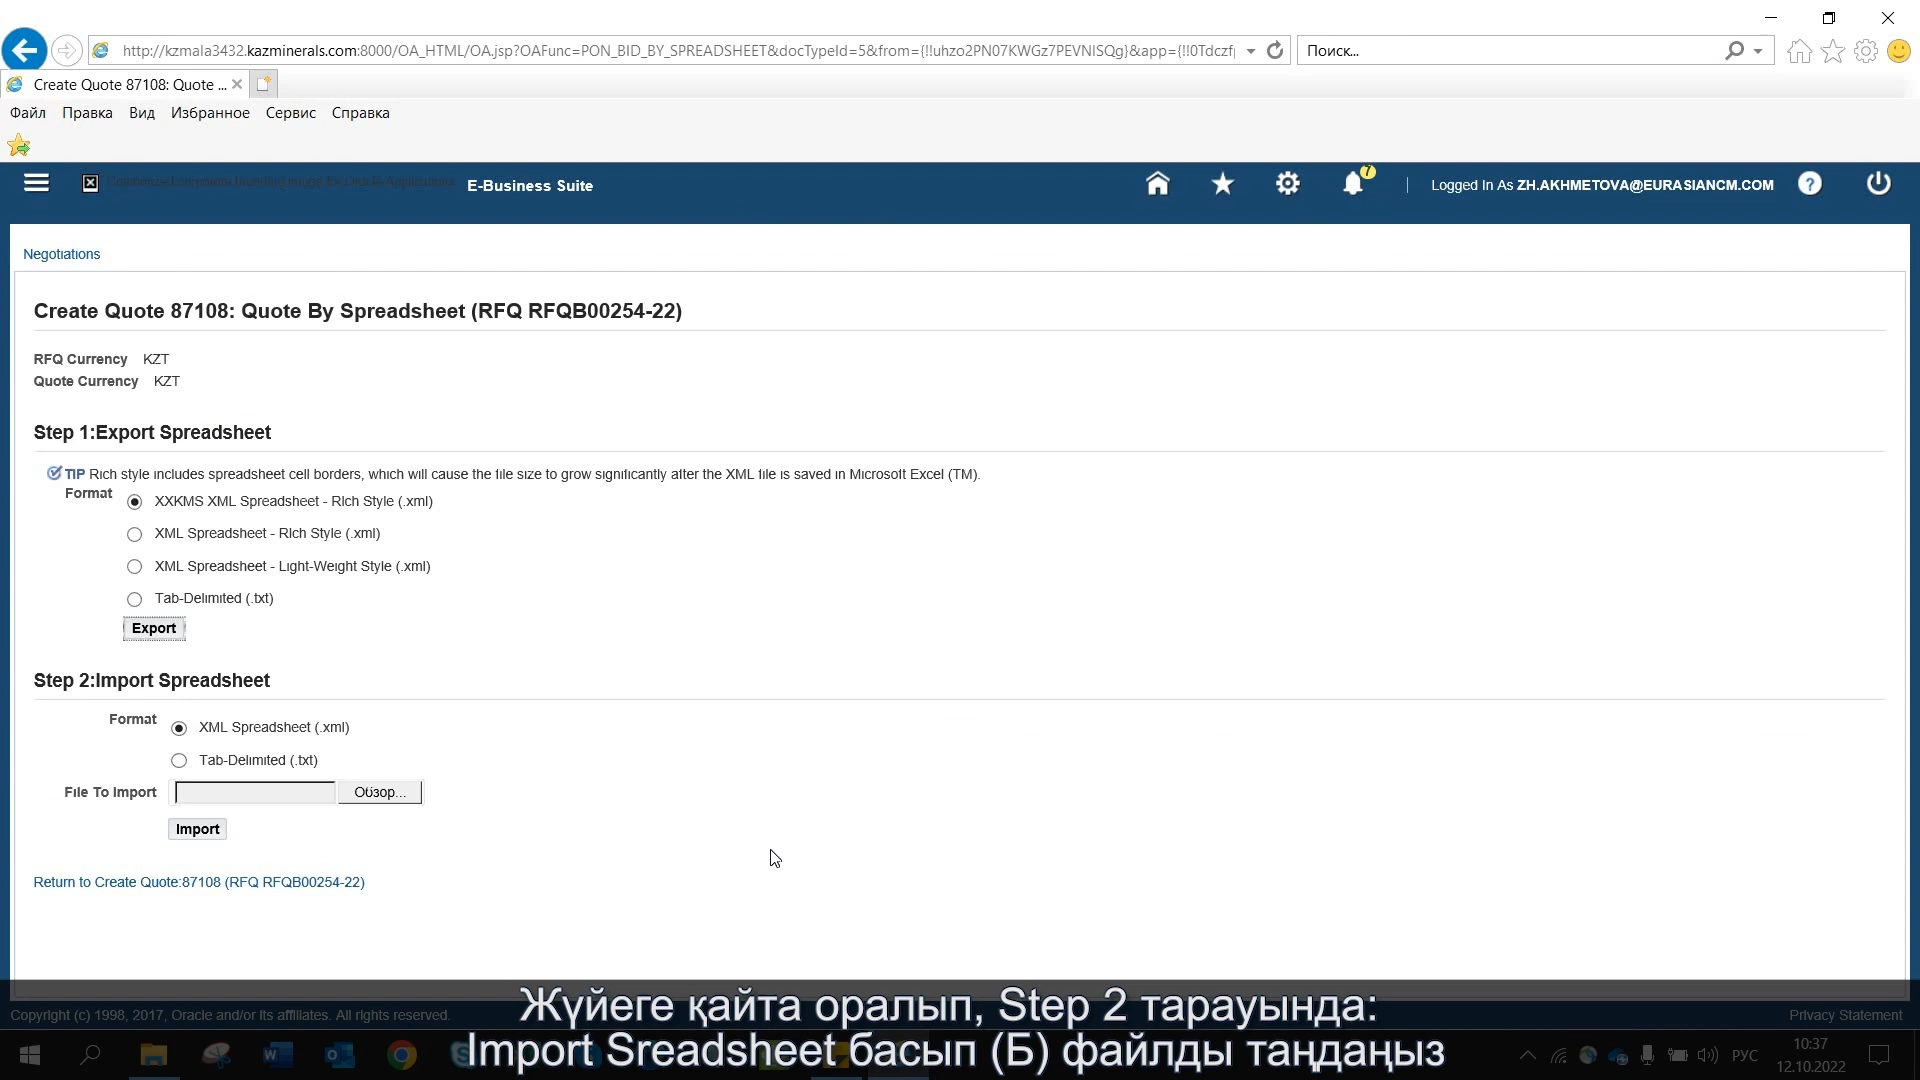 http://kzmala3432.kazminerals.com:8000/OA_HTML/OA.jsp?OAFunc=PON_BID_BY_SPREADSHEET&docTypeId=5&from={!!uhzo2PN07KWGz7PEVNISQg}&app={!!0Tdczf
Поиск...
Create Quote 87108: Quote ...
Файл Правка Вид Избранное Сервис Справка
E-Business Suite
7
Logged In As ZH.AKHMETOVA@EURASIANCM.COM
Negotiations
Create Quote 87108: Quote By Spreadsheet (RFQ RFQB00254-22)
RFQ Currency KZT
Quote Currency KZT
Step 1:Export Spreadsheet
TIP Rich style includes spreadsheet cell borders, which will cause the file size to grow significantly after the XML file is saved in Microsoft Excel (TM).
Format
XXKMS XML Spreadsheet - Rich Style (.xml)
XML Spreadsheet - Rich Style (.xml)
XML Spreadsheet - Light-Weight Style (.xml)
Tab-Delimited (.txt)
Export
Step 2:Import Spreadsheet
Format
XML Spreadsheet (.xml)
Tab-Delimited (.txt)
File To Import Обзор...
Import
Return to Create Quote:87108 (RFQ RFQB00254-22)
Copyright (c) 1998, 2017, Oracle and/or its affiliates. All rights reserved.
Privacy Statement
Жүйеге қайта оралып, Step 2 тарауында:
Import Sreadsheet басып (Б) файлды таңдаңыз
РУС
10:37
12.10.2022